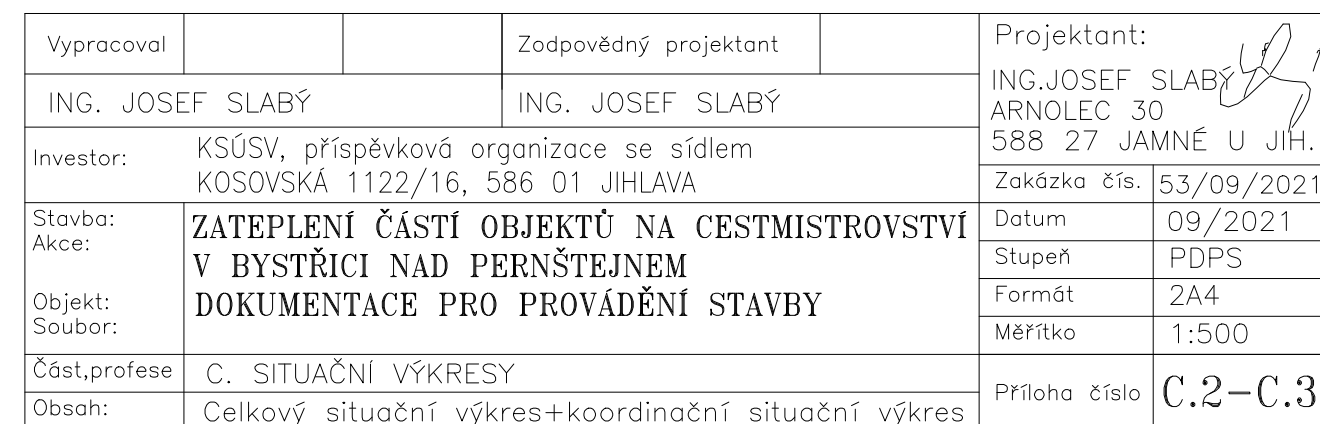 Vypracoval
Zodpovědný projektant
ING. JOSEF SLABÝ
ING. JOSEF SLABÝ
Investor:
KSÚSV, příspěvková organizace se sídlem
KOSOVSKÁ 1122/16, 586 01 JIHLAVA
Stavba:
Akce:
Objekt:
Soubor:
ZATEPLENÍ ČÁSTÍ OBJEKTŮ NA CESTMISTROVSTVÍ
V BYSTŘICI NAD PERNŠTEJNEM
DOKUMENTACE PRO PROVÁDĚNÍ STAVBY
Část,profese
C. SITUAČNÍ VÝKRESY
Obsah:
Celkový situační výkres+koordinační situační výkres
Projektant:
ING.JOSEF SLABÝ
ARNOLEC 30
588 27 JAMNÉ U JIH.
Zakázka čís. 53/09/2021
Datum 09/2021
Stupeň PDPS
Formát 2A4
Měřítko 1:500
Příloha číslo C.2-C.3